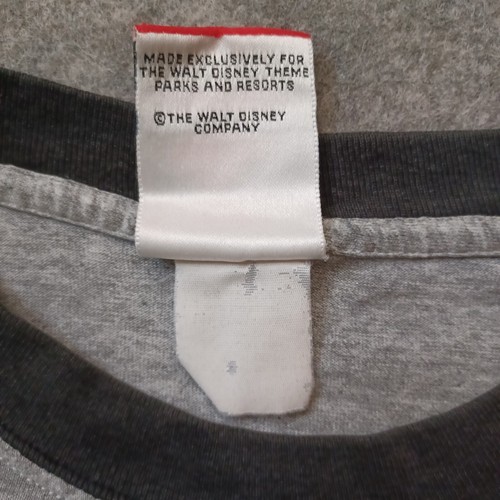 MADE EXCLUSIVELY FOR
THE WALT DISNEY THEME
PARKS AND RESORTS
©THE WALT DISNEY
COMPANY